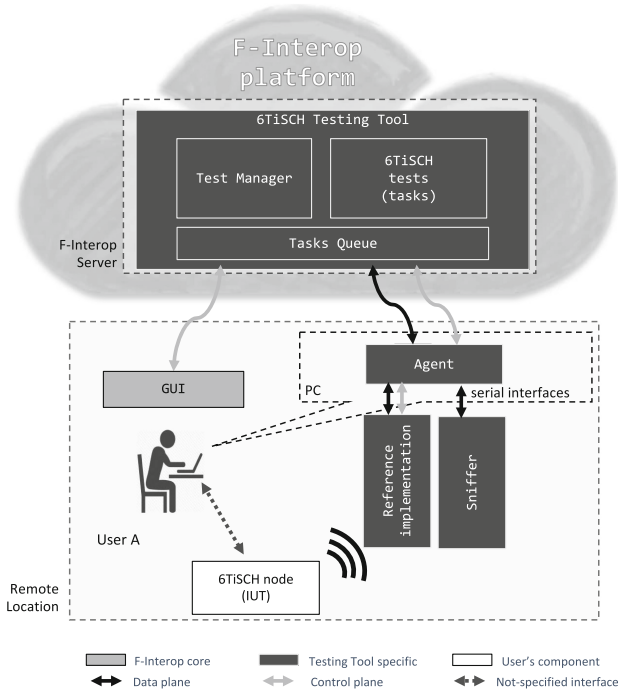 F-Interop
platform
6TiSCH Testing Tool
Test Manager
6TiSCH
tests
(tasks)
Tasks Queue
F-Interop
Server
GUI
PC
Agent
serial interfaces
Reference
implementation
Sniffer
User A
6TiSCH node
(IUT)
Remote
Location
F-Interop core
Testing Tool specific
User's component
Data plane
Control plane
Not-specified interface